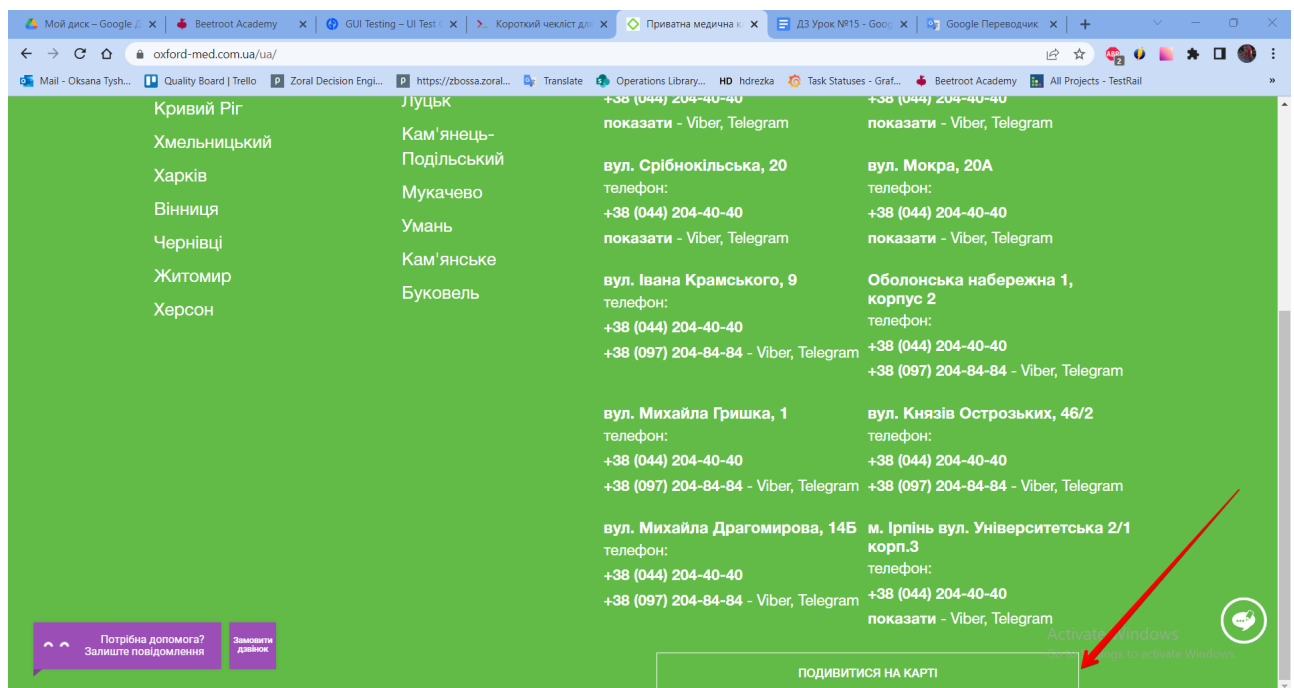 Мой диск – Google Д
Beetroot Academy
GUI Testing – UI Test C
Короткий чекліст для
Приватна медична к
ДЗ Урок №15 - Goog
Google Переводчик
oxford-med.com.ua/ua/
ABP
2
Mail - Oksana Tysh...
Quality Board | Trello
Zoral Decision Engi...
https://zbossa.zoral...
Translate
Operations Library...
HD hdrezka
Task Statuses - Graf...
Beetroot Academy
All Projects - TestRail
»
Кривий Ріг
Хмельницький
Харків
Вінниця
Чернівці
Житомир
Херсон
Луцьк
Кам'янець-
Подільський
Мукачево
Умань
Кам'янське
Буковель
+38 (044) 204-40-40
показати - Viber, Telegram
вул. Срібнокільська, 20
телефон:
+38 (044) 204-40-40
показати - Viber, Telegram
вул. Івана Крамського, 9
телефон:
+38 (044) 204-40-40
+38 (097) 204-84-84 - Viber, Telegram
вул. Михайла Гришка, 1
телефон:
+38 (044) 204-40-40
+38 (097) 204-84-84 - Viber, Telegram
вул. Михайла Драгомирова, 14Б
телефон:
+38 (044) 204-40-40
+38 (097) 204-84-84 - Viber, Telegram
+38 (044) 204-40-40
показати - Viber, Telegram
вул. Мокра, 20А
телефон:
+38 (044) 204-40-40
показати - Viber, Telegram
Оболонська набережна 1,
корпус 2
телефон:
+38 (044) 204-40-40
+38 (097) 204-84-84 - Viber, Telegram
вул. Князів Острозьких, 46/2
телефон:
+38 (044) 204-40-40
+38 (097) 204-84-84 - Viber, Telegram
м. Ірпінь вул. Університетська 2/1
корп.3
телефон:
+38 (044) 204-40-40
показати - Viber, Telegram
Потрібна допомога?
Залиште повідомлення
Замовити
дзвінок
Activate Windows
to activate Windows.
ПОДИВИТИСЯ НА КАРТІ